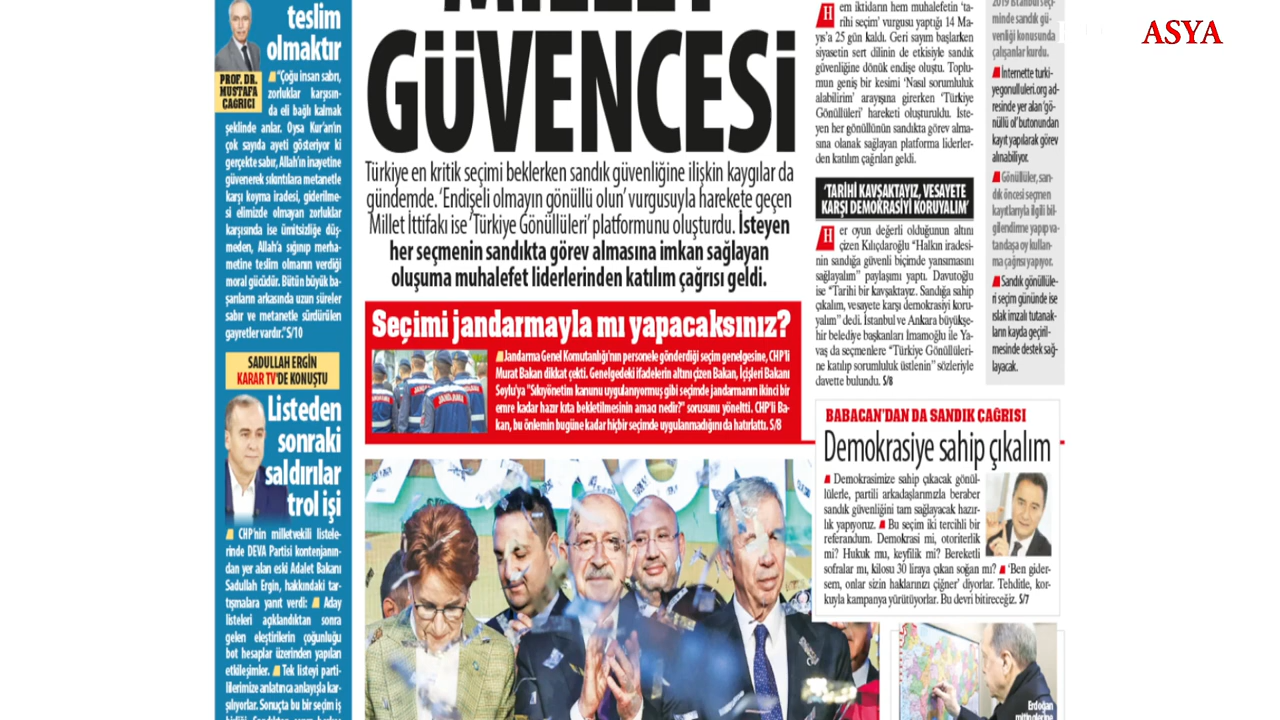 ASYA
teslim
olmaktır
PROF. DR.
MUSTAFA
ÇAĞRICI
“Çoğu insan sabrı,
zorluklar karşısın-
da eli bağlı kalmak
şeklinde anlar. Oysa Kur’an’ın
çok sayıda ayeti gösteriyor ki
gerçekte sabır, Allah’ın inayetine
güvenerek sıkıntılara metanetle
karşı koyma iradesi, giderilme-
si elimizde olmayan zorluklar
karşısında ise ümitsizliğe düş-
meden, Allah’a sığınıp merha-
metine teslim olmanın verdiği
moral gücüdür. Bütün büyük ba-
şarıların arkasında uzun süreler
sabır ve metanetle sürdürülen
gayretler vardır.” S/10
SADULLAH ERGİN
KARAR TV’DE KONUŞTU
Listeden
sonraki
saldırılar
trol işi
CHP’nin milletvekili listele-
rinde DEVA Partisi kontenjanın-
dan yer alan eski Adalet Bakanı
Sadullah Ergin, hakkındaki tar-
tışmalara yanıt verdi: Aday
listeleri açıklandıktan sonra
gelen eleştirilerin çoğunluğu
bot hesaplar üzerinden yapılan
etkileşimler. Tek listeyi parti-
lilerimize anlatınca anlayışla kar-
şılıyorlar. Sonuçta bu bir seçim iş
MİLLET
GÜVENCESİ
Türkiye en kritik seçimi beklerken sandık güvenliğine ilişkin kaygılar da
gündemde. ‘Endişeli olmayın gönüllü olun’ vurgusuyla harekete geçen
Millet İttifakı ise ‘Türkiye Gönüllüleri’ platformunu oluşturdu. İsteyen
her seçmenin sandıkta görev almasına imkan sağlayan
oluşuma muhalefet liderlerinden katılım çağrısı geldi.
Seçimi jandarmayla mı yapacaksınız?
Jandarma Genel Komutanlığı’nın personele gönderdiği seçim genelgesine, CHP’li
Murat Bakan dikkat çekti. Genelgedeki ifadelerin altını çizen Bakan, İçişleri Bakanı
Soylu’ya “Sıkıyönetim kanunu uygulanıyormuş gibi seçimde jandarmanın ikinci bir
emre kadar hazır kıta bekletilmesinin amacı nedir?” sorusunu yöneltti. CHP’li Ba-
kan, bu önlemin bugüne kadar hiçbir seçimde uygulanmadığını da hatırlattı. S/8
Hem iktidarın hem muhalefetin ‘ta-
rihi seçim’ vurgusu yaptığı 14 Ma-
yıs’a 25 gün kaldı. Geri sayım başlarken
siyasetin sert dilinin de etkisiyle sandık
güvenliğine dönük endişe oluştu. Toplu-
mun geniş bir kesimi ‘Nasıl sorumluluk
alabilirim’ arayışına girerken ‘Türkiye
Gönüllüleri’ hareketi oluşturuldu. İste-
yen her gönüllünün sandıkta görev alma-
sına olanak sağlayan platforma liderler-
den katılım çağrıları geldi.
‘TARİHİ KAVŞAKTAYIZ, VESAYETE
KARŞI DEMOKRASİYİ KORUYALIM’
Her oyun değerli olduğunun altını
çizen Kılıçdaroğlu “Halkın iradesi-
nin sandığa güvenli biçimde yansımasını
sağlayalım” paylaşımı yaptı. Davutoğlu
ise “Tarihi bir kavşaktayız. Sandığa sahip
çıkalım, vesayete karşı demokrasiyi koru-
yalım” dedi. İstanbul ve Ankara büyükşe-
hir belediye başkanları İmamoğlu ile Ya-
vaş da seçmenlere “Türkiye Gönüllüleri-
ne katılıp sorumluluk üstlenin” sözleriyle
davette bulundu. S/8
2019 İstanbul seçi-
minde sandık gü-
venliği konusunda
çalışanlar kurdu.
İnternette turki-
yegonulluleri.org ad-
resinde yer alan ‘gö-
nüllü ol’ butonundan
kayıt yapılarak görev
alınabiliyor.
Gönüllüler, san-
dık öncesi seçmen
kayıtlarıyla ilgili bil-
gilendirme yapıp va-
tandaşa oy kullan-
ma çağrısı yapıyor.
Sandık gönüllüle-
ri seçim gününde ise
ıslak imzalı tutanak-
ların kayda geçiril-
mesinde destek sağ-
layacak.
BABACAN’DAN DA SANDIK ÇAĞRISI
Demokrasiye sahip çıkalım
Demokrasimize sahip çıkacak gönül-
lülerle, partili arkadaşlarımızla beraber
sandık güvenliğini tam sağlayacak hazır-
lık yapıyoruz. Bu seçim iki tercihli bir
referandum. Demokrasi mi, otoriterlik
mi? Hukuk mu, keyfilik mi? Bereketli
sofralar mı, kilosu 30 liraya çıkan soğan mı? ‘Ben gider-
sem, onlar sizin haklarınızı çiğner’ diyorlar. Tehditle, kor-
kuyla kampanya yürütüyorlar. Bu devri bitireceğiz. S/7
Erdoğan
mitinglerine